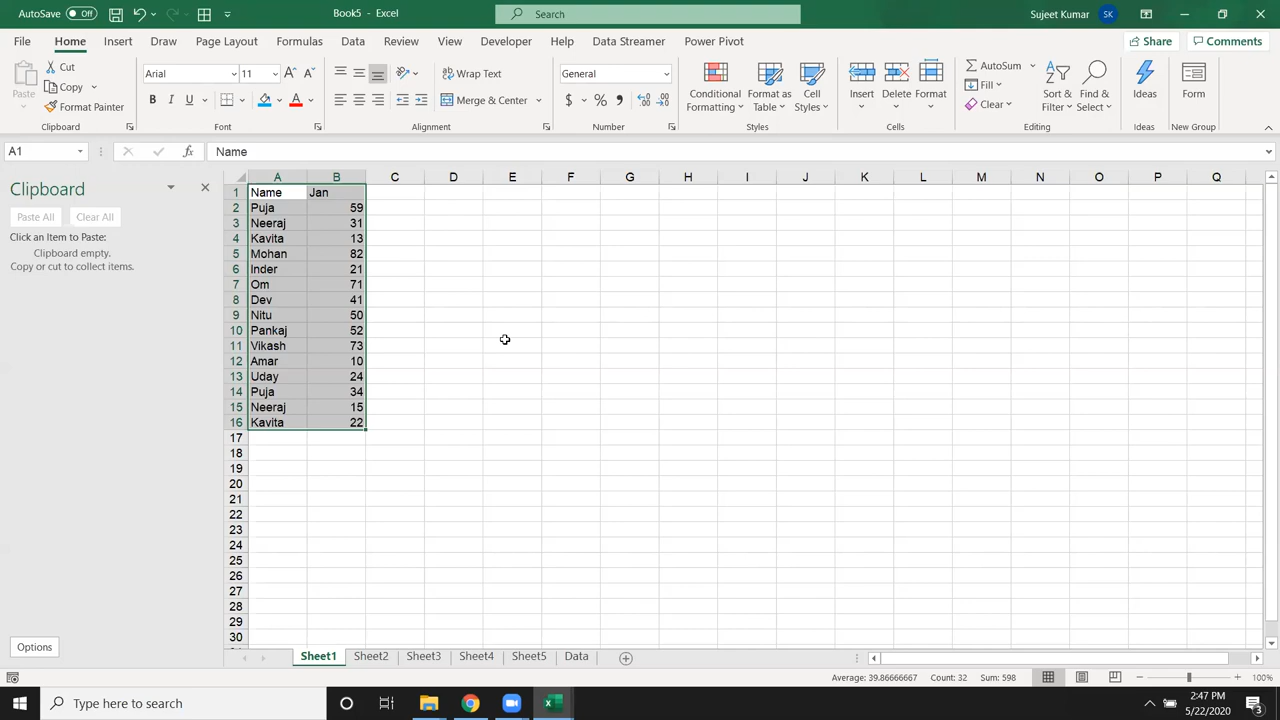 AutoSave Off Book5 - Excel Search Sujeet Kumar SK
File Home Insert Draw Page Layout Formulas Data Review View Developer Help Data Streamer Power Pivot Share Comments
Paste Cut Copy Format Painter Clipboard
Arial 11 A A B I U A Font
ab Wrap Text Merge & Center Alignment
General $ % , Number
Conditional Formatting Format as Table Cell Styles Styles
Insert Delete Format Cells
AutoSum Fill Clear Sort & Filter Find & Select Editing
Ideas Ideas
Form New Group
A1 fx Name
Clipboard
Paste All Clear All
Click an Item to Paste:
Clipboard empty.
Copy or cut to collect items.
Options
A B C D E F G H I J K L M N O P Q
1 Name Jan
2 Puja 59
3 Neeraj 31
4 Kavita 13
5 Mohan 82
6 Inder 21
7 Om 71
8 Dev 41
9 Nitu 50
10 Pankaj 52
11 Vikash 73
12 Amar 10
13 Uday 24
14 Puja 34
15 Neeraj 15
16 Kavita 22
17
18
19
20
21
22
23
24
25
26
27
28
29
30
Sheet1 Sheet2 Sheet3 Sheet4 Sheet5 Data
Average: 39.86666667 Count: 32 Sum: 598 100%
Type here to search 2:47 PM
5/22/2020 3